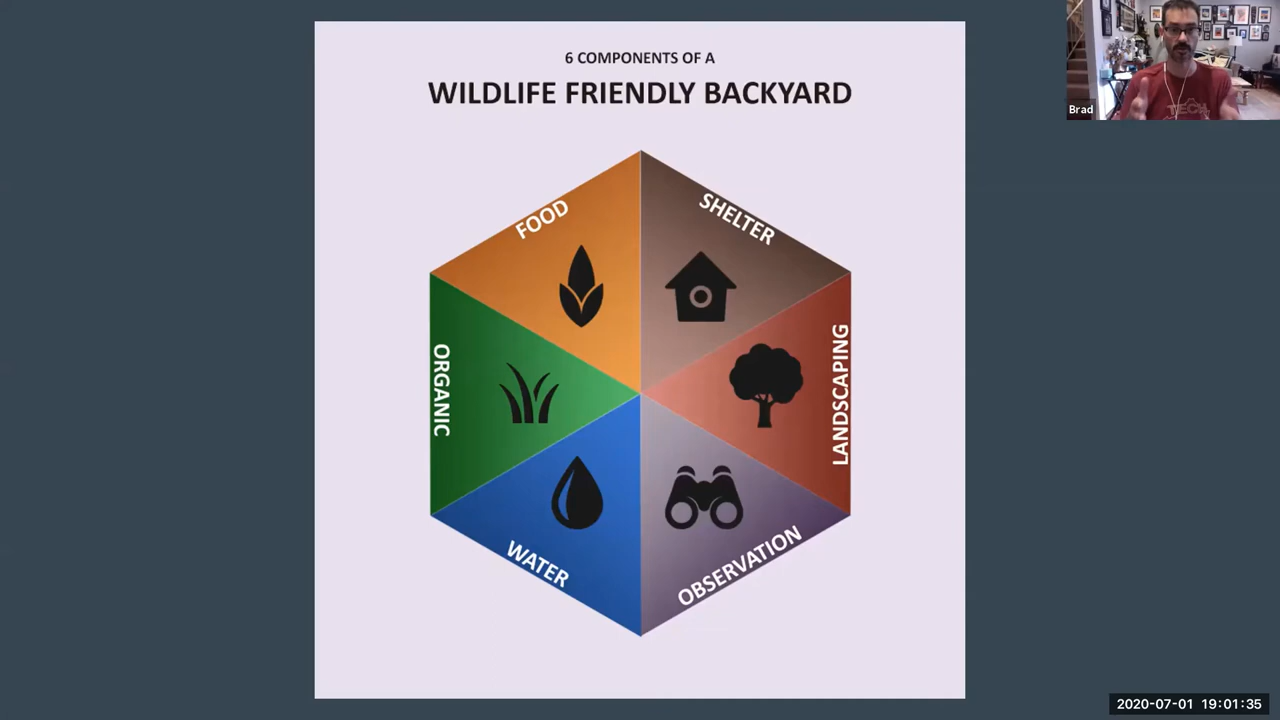 6 COMPONENTS OF A
WILDLIFE FRIENDLY BACKYARD
FOOD
SHELTER
ORGANIC
LANDSCAPING
WATER
OBSERVATION
Brad
TECH
2020-07-01 19:01:35